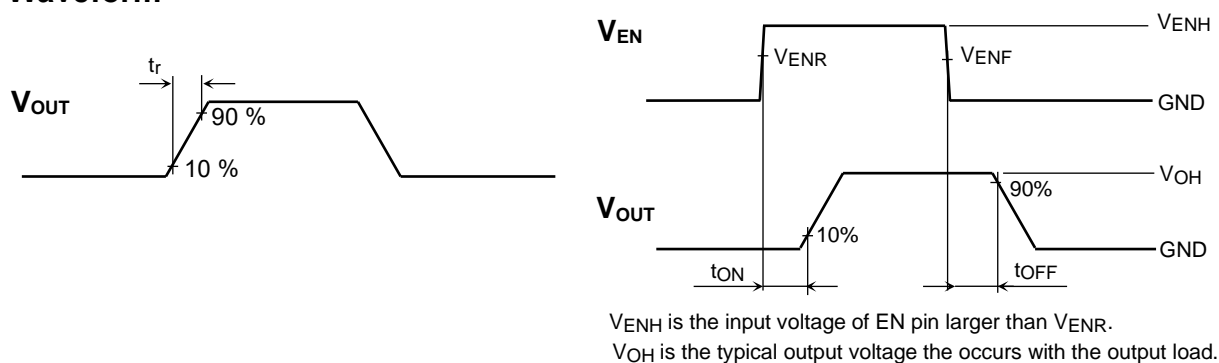 tr
VOUT
90 %
10 %
VEN
VENH
VENR
VENF
GND
VOUT
VOH
90%
10%
GND
tON
tOFF
VENH is the input voltage of EN pin larger than VENR.
VOH is the typical output voltage the occurs with the output load.